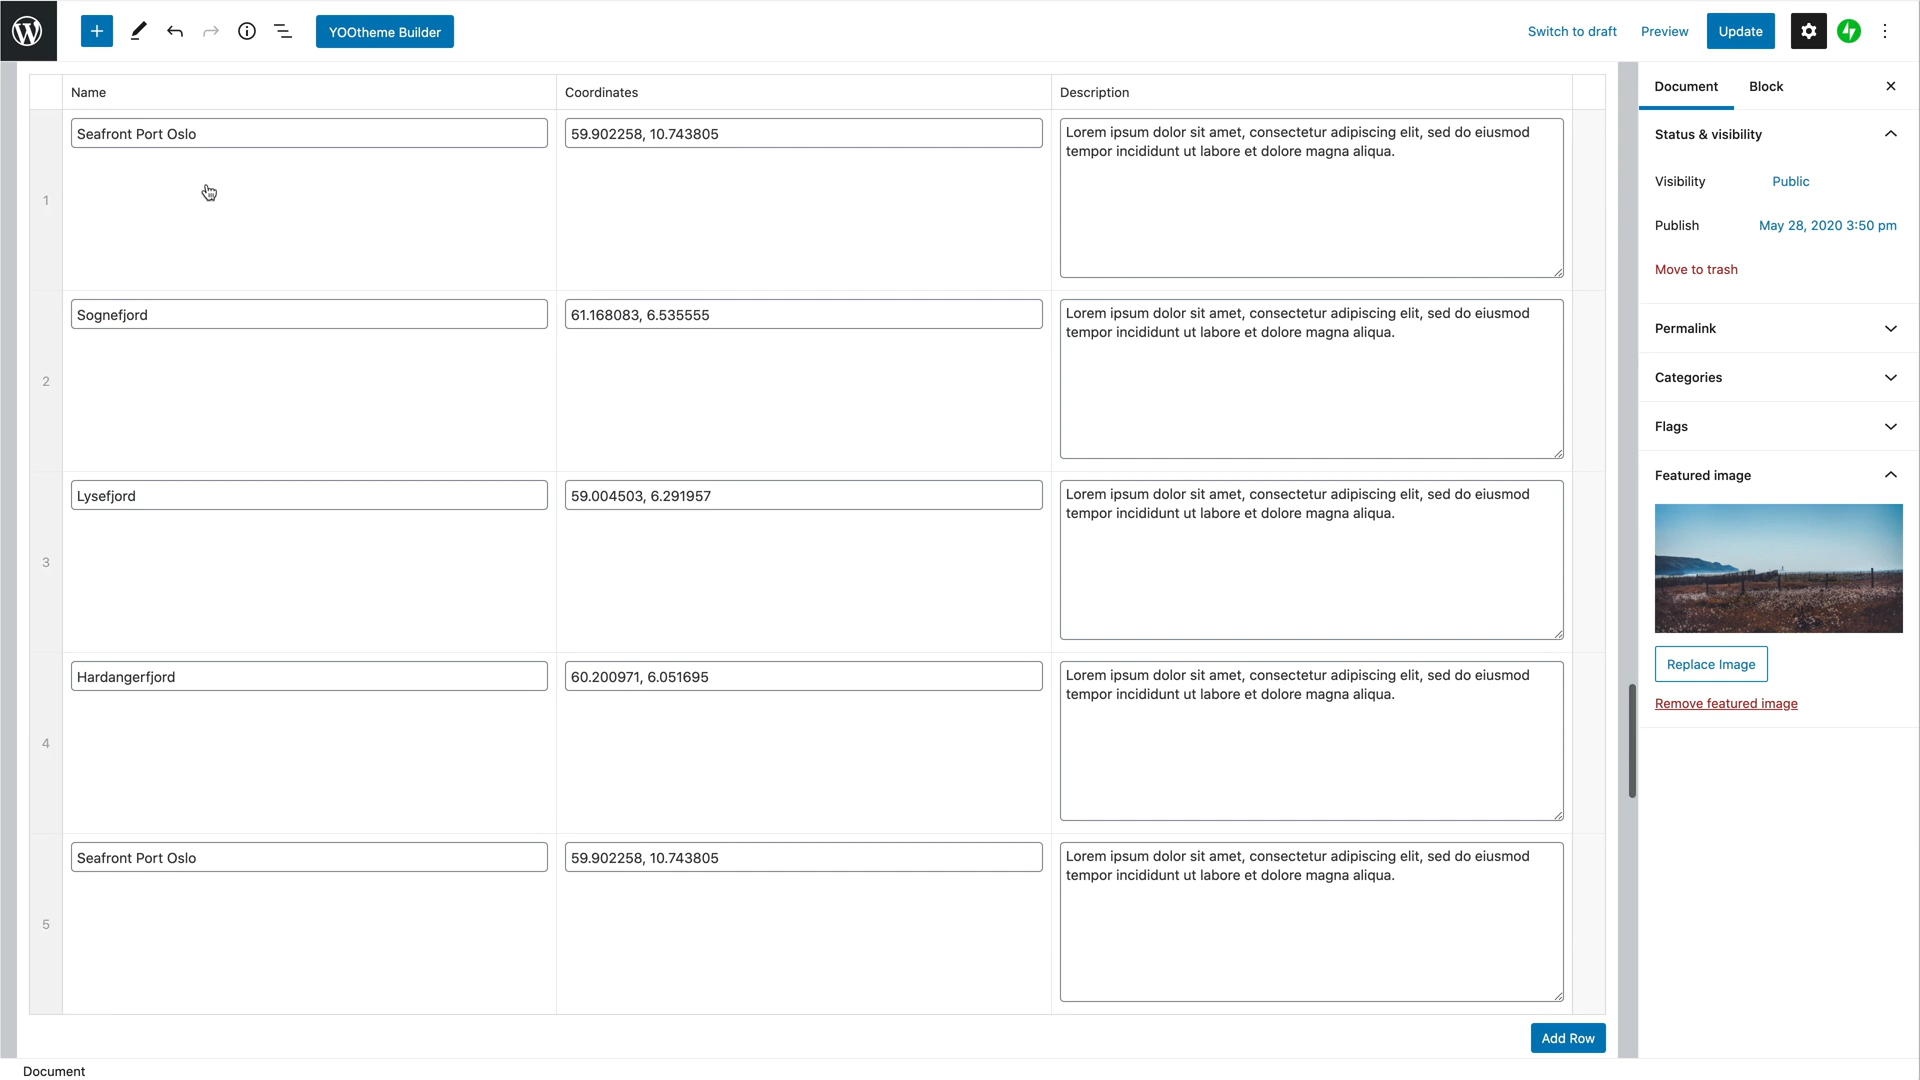 YOOtheme Builder
Switch to draft
Preview
Update
Name
Coordinates
Description
1
Seafront Port Oslo
59.902258, 10.743805
Lorem ipsum dolor sit amet, consectetur adipiscing elit, sed do eiusmod
tempor incididunt ut labore et dolore magna aliqua.
2
Sognefjord
61.168083, 6.535555
Lorem ipsum dolor sit amet, consectetur adipiscing elit, sed do eiusmod
tempor incididunt ut labore et dolore magna aliqua.
3
Lysefjord
59.004503, 6.291957
Lorem ipsum dolor sit amet, consectetur adipiscing elit, sed do eiusmod
tempor incididunt ut labore et dolore magna aliqua.
4
Hardangerfjord
60.200971, 6.051695
Lorem ipsum dolor sit amet, consectetur adipiscing elit, sed do eiusmod
tempor incididunt ut labore et dolore magna aliqua.
5
Seafront Port Oslo
59.902258, 10.743805
Lorem ipsum dolor sit amet, consectetur adipiscing elit, sed do eiusmod
tempor incididunt ut labore et dolore magna aliqua.
Add Row
Document
Block
Status & visibility
Visibility
Public
Publish
May 28, 2020 3:50 pm
Move to trash
Permalink
Categories
Flags
Featured image
Replace Image
Remove featured image
Document